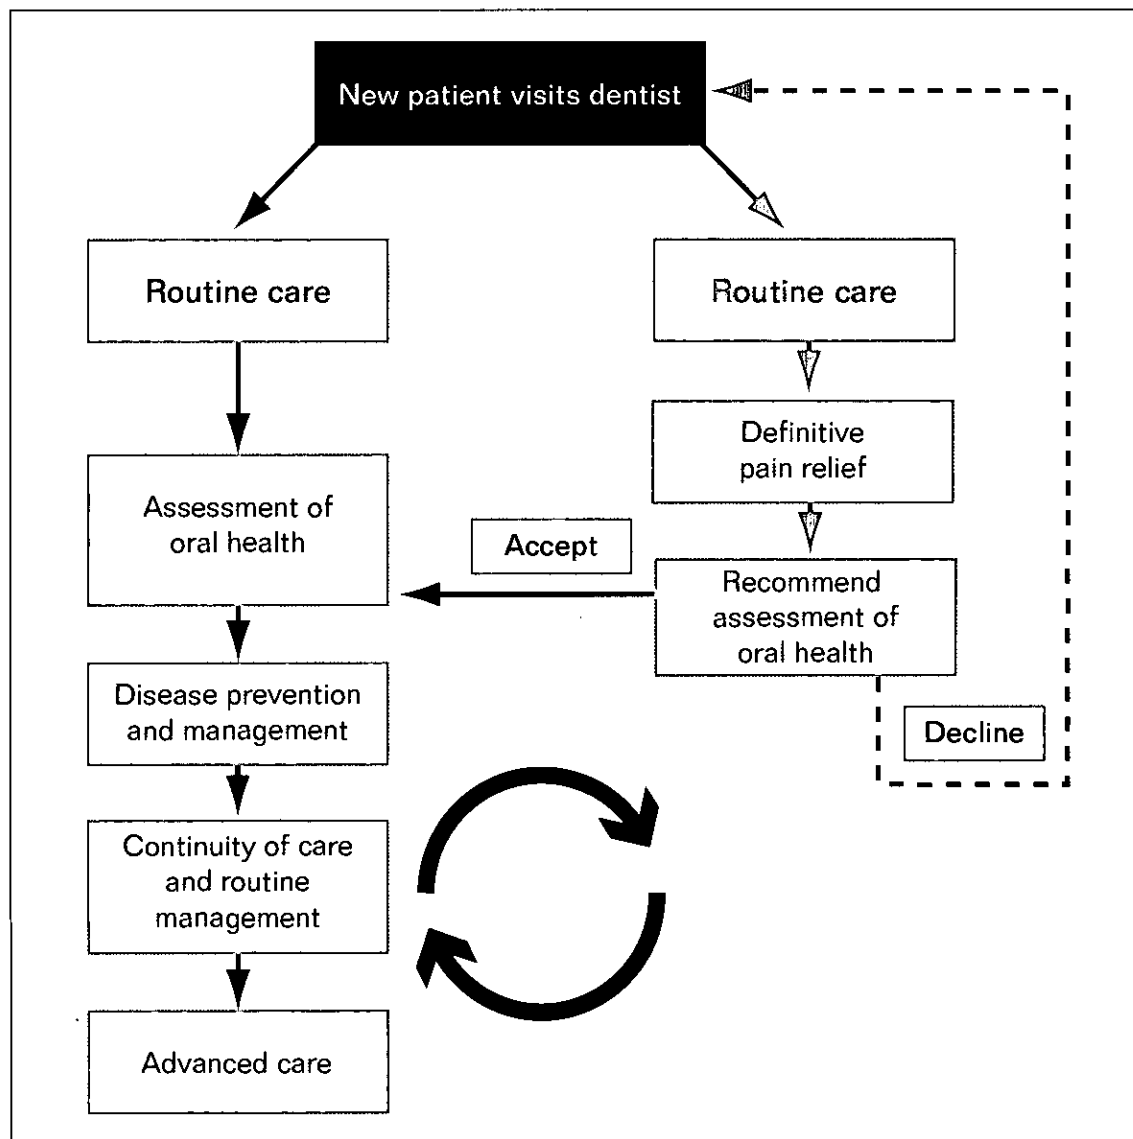 New patient visits dentist
Routine care
Routine care
Definitive
pain relief
Assessment of
oral health
Accept
Recommend
assessment of
oral health
Disease prevention
and management
Decline
Continuity of care
and routine
management
Advanced care